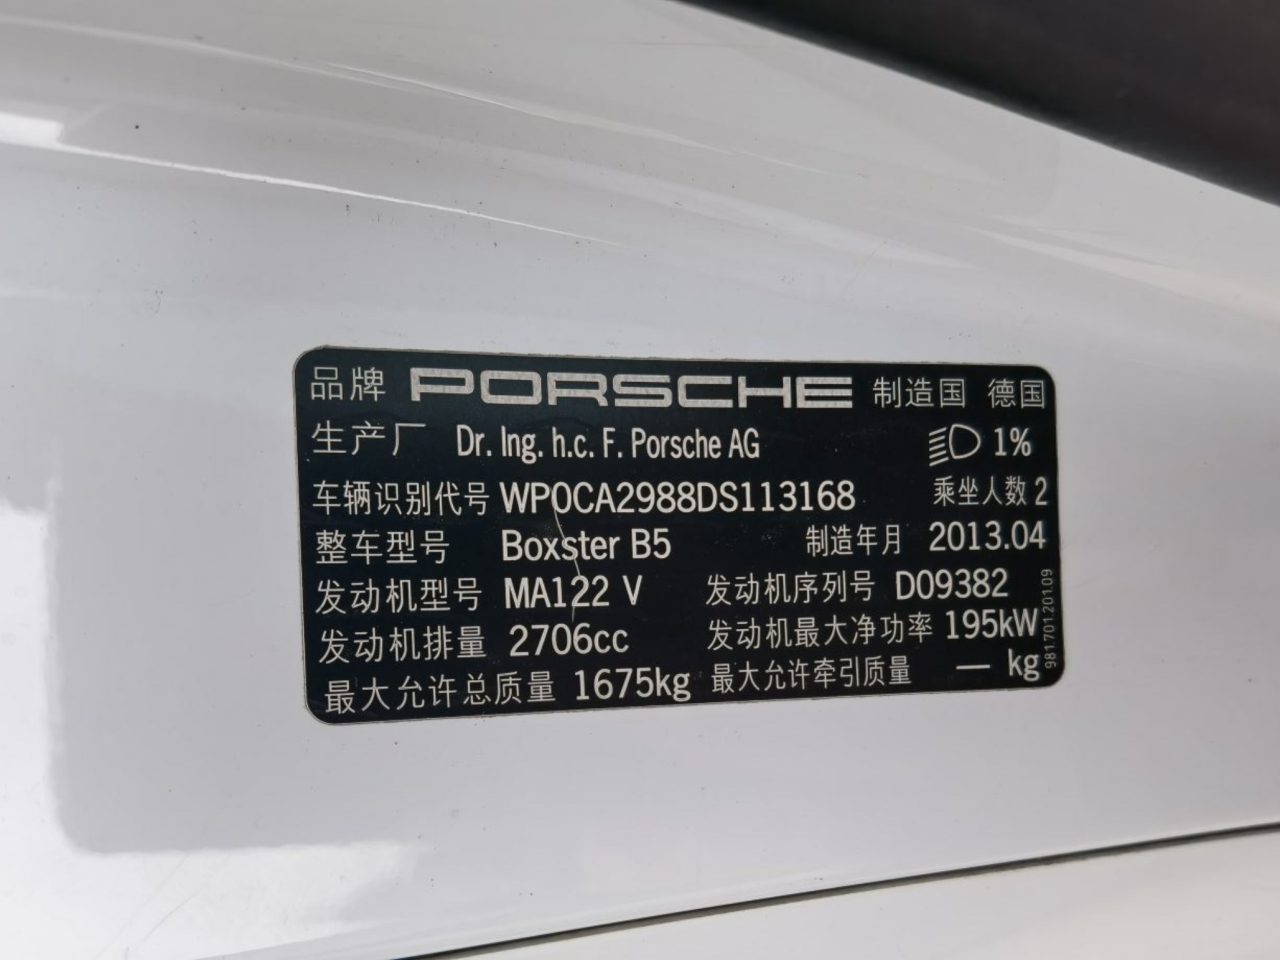 品牌 PORSCHE 制造国 德国
生产厂 Dr. Ing. h.c. F. Porsche AG 1%
车辆识别代号 WP0CA2988DS113168 乘坐人数 2
整车型号 Boxster B5 制造年月 2013.04
发动机型号 MA122 V 发动机序列号 D09382
发动机排量 2706cc 发动机最大净功率 195kW
最大允许总质量 1675kg 最大允许牵引质量 — kg
981.701.201.09